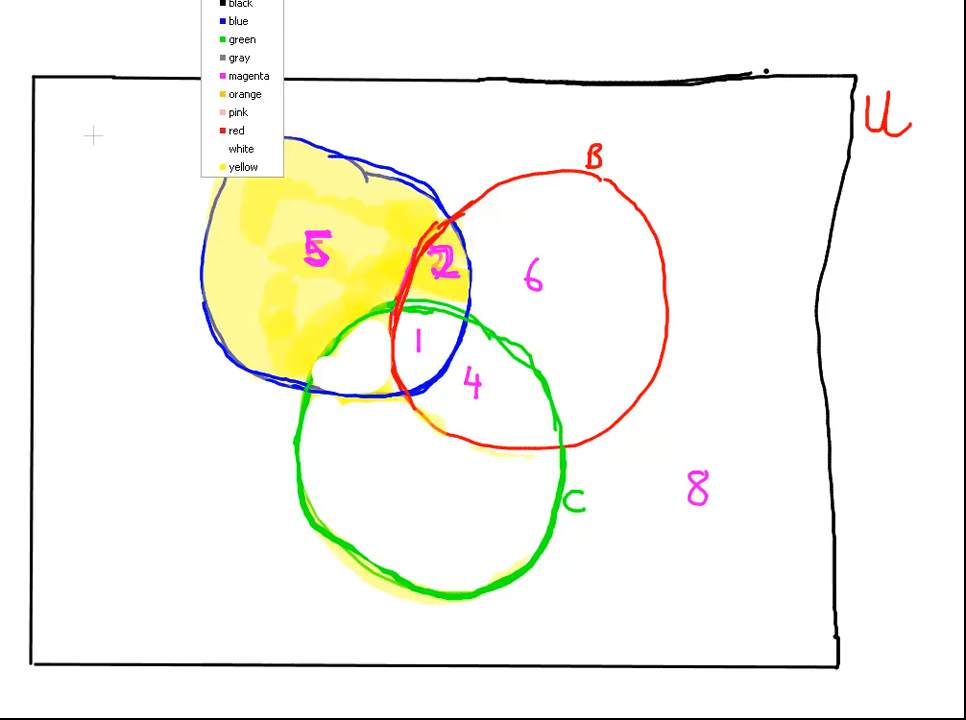 black
blue
green
gray
magenta
orange
pink
red
white
yellow
U
B
5
2
6
1
4
8
C